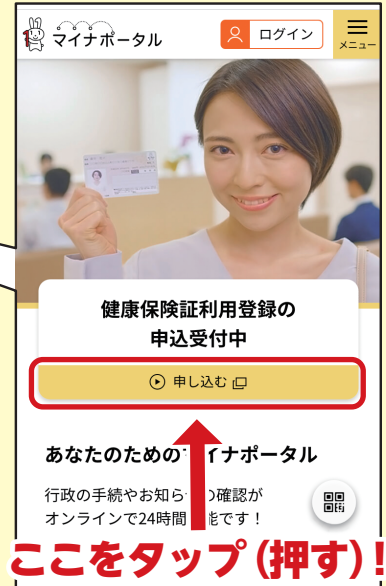 マイナポータル
ログイン
メニュー
健康保険証利用登録の
申込受付中
申し込む
あなたのための イナポータル
行政の手続やお知ら の確認が
オンラインで24時間 能です！
ここをタップ(押す)！